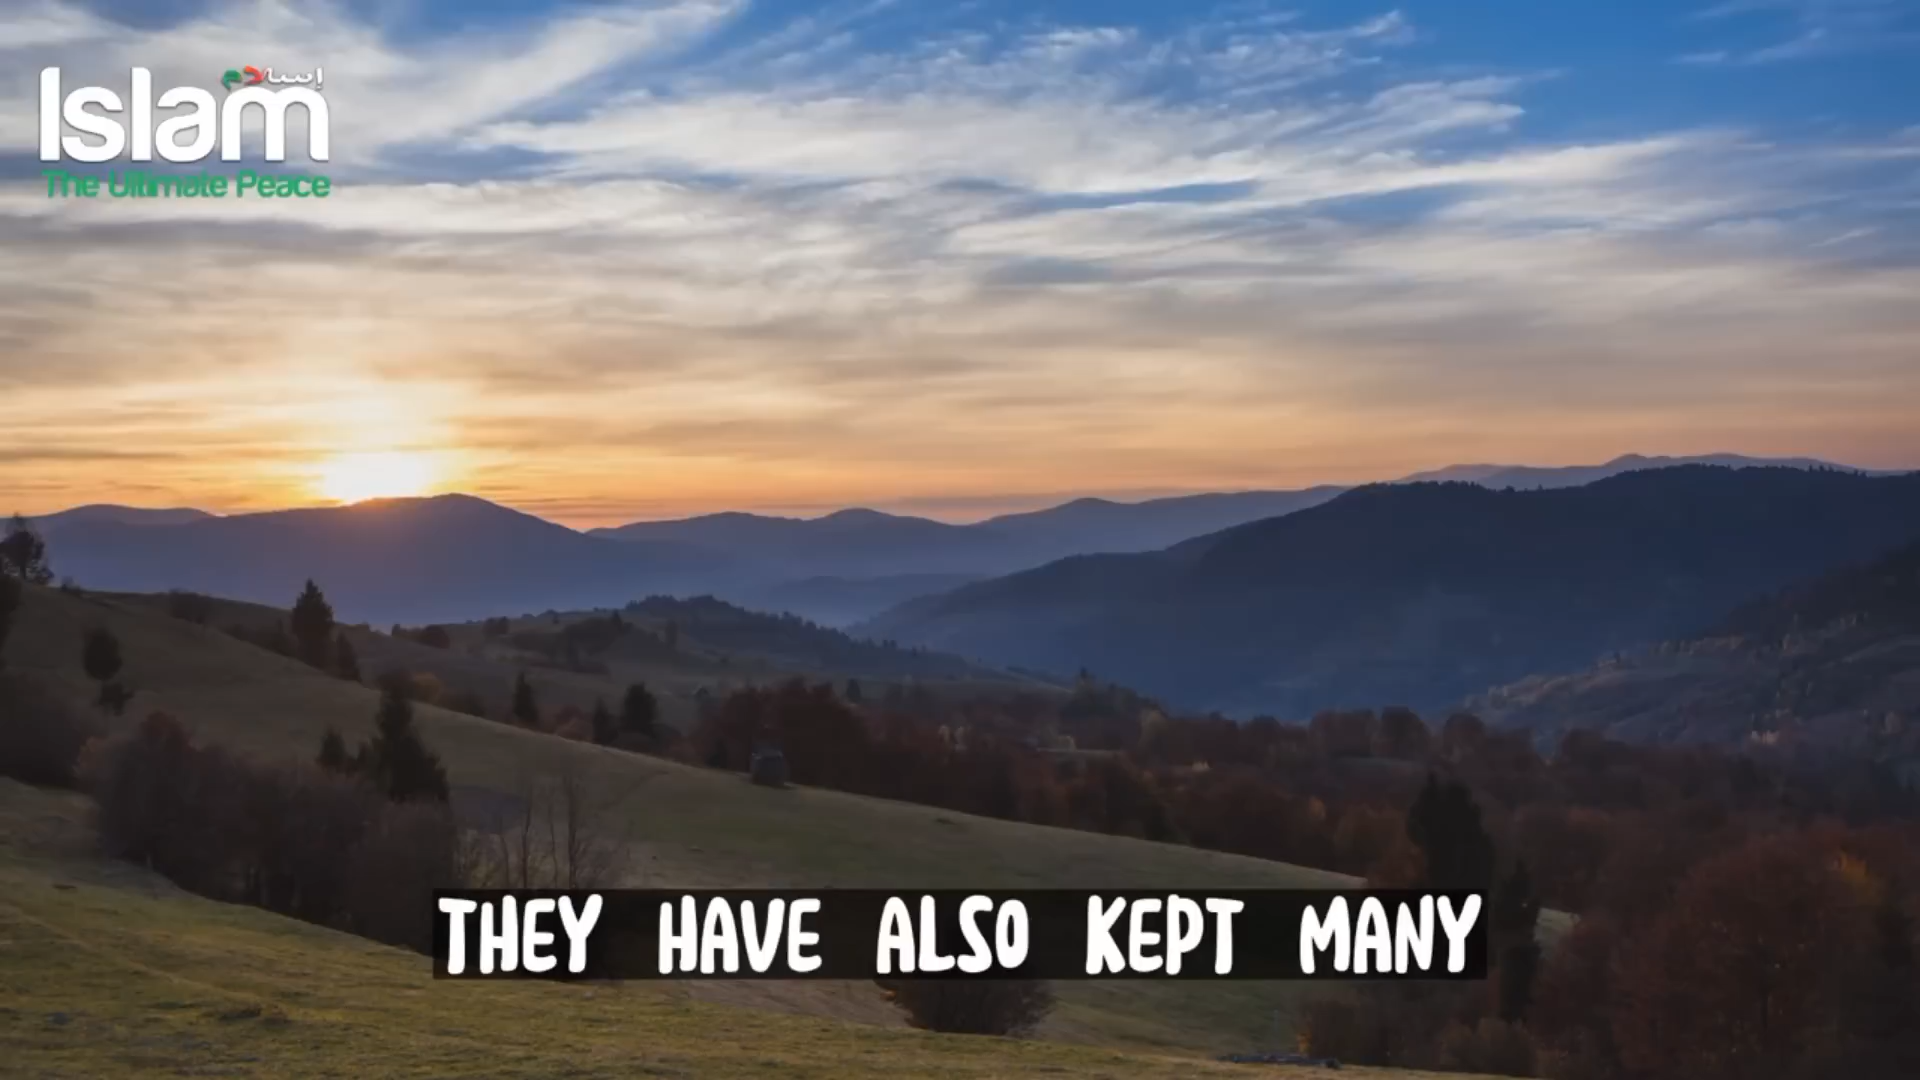 إسلام
Islam
The Ultimate Peace
THEY HAVE ALSO KEPT MANY